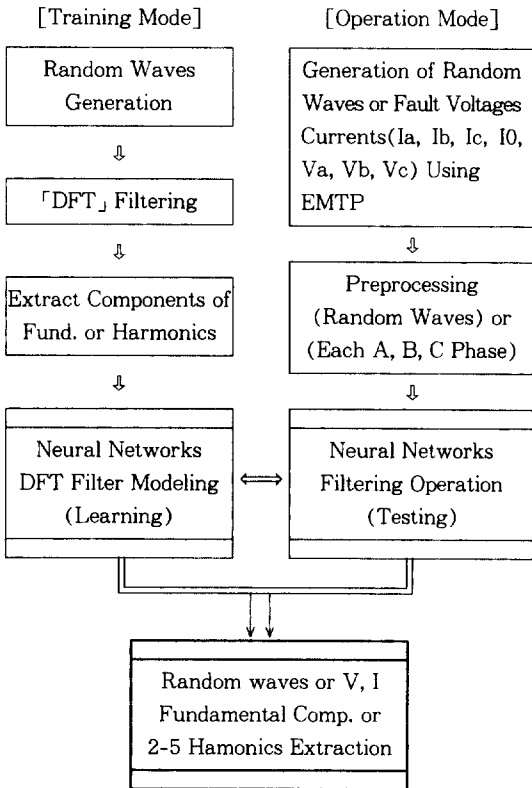 [Training Mode]
Random Waves
Generation
⇩
「DFT」 Filtering
⇩
Extract Components of
Fund. or Harmonics
⇩
Neural Networks
DFT Filter Modeling
(Learning)
[Operation Mode]
Generation of Random
Waves or Fault Voltages
Currents(Ia, Ib, Ic, I0,
Va, Vb, Vc) Using
EMTP
⇩
Preprocessing
(Random Waves) or
(Each A, B, C Phase)
⇩
Neural Networks
Filtering Operation
(Testing)
Random waves or V, I
Fundamental Comp. or
2-5 Hamonics Extraction